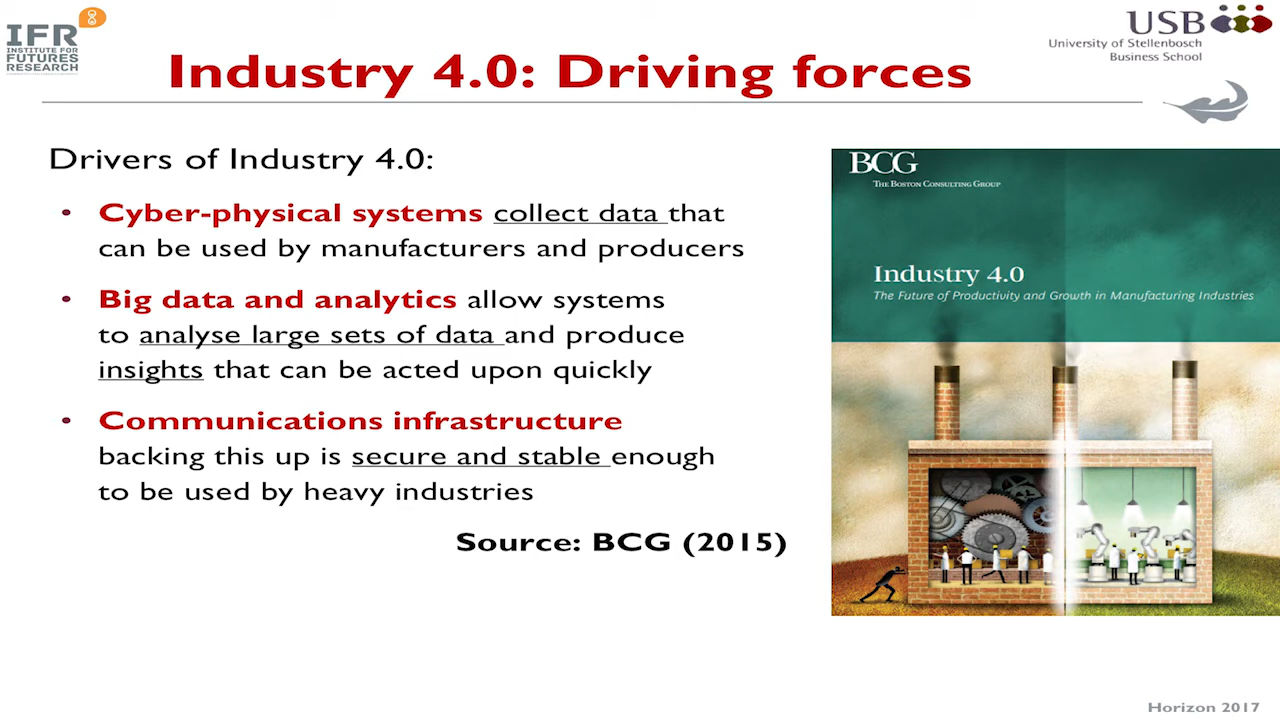 IFR
INSTITUTE FOR
FUTURES
RESEARCH
USB
University of Stellenbosch
Business School
Industry 4.0: Driving forces
Drivers of Industry 4.0:
• Cyber-physical systems collect data that
can be used by manufacturers and producers
• Big data and analytics allow systems
to analyse large sets of data and produce
insights that can be acted upon quickly
• Communications infrastructure
backing this up is secure and stable enough
to be used by heavy industries
Source: BCG (2015)
BCG
THE BOSTON CONSULTING GROUP
Industry 4.0
The Future of Productivity and Growth in Manufacturing Industries
Horizon 2017